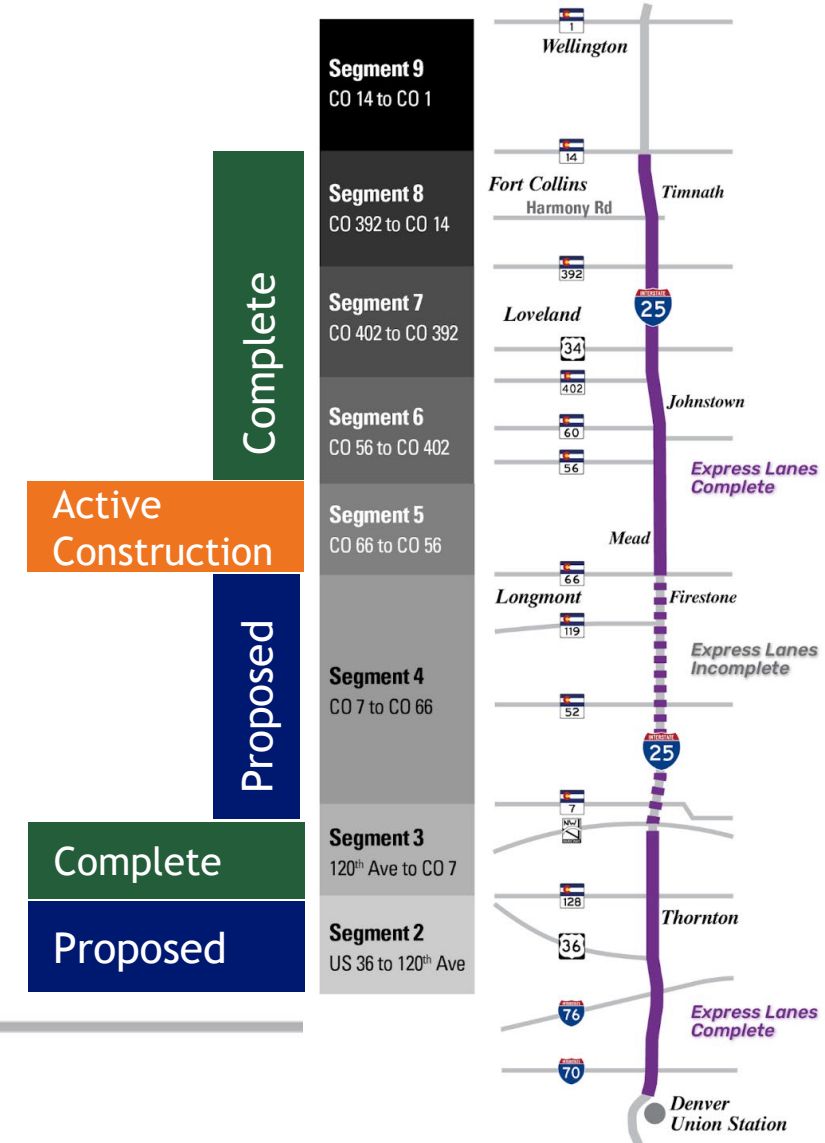 Complete
Active
Construction
Proposed
Complete
Proposed
Segment 9
CO 14 to CO 1
Segment 8
CO 392 to CO 14
Segment 7
CO 402 to CO 392
Segment 6
CO 56 to CO 402
Segment 5
CO 66 to CO 56
Segment 4
CO 7 to CO 66
Segment 3
120th Ave to CO 7
Segment 2
US 36 to 120th Ave
1
Wellington
14
Fort Collins
Timnath
Harmony Rd
392
INTERSTATE
25
Loveland
34
402
Johnstown
60
56
Express Lanes
Complete
Mead
66
Longmont
Firestone
119
Express Lanes
Incomplete
52
INTERSTATE
25
7
NW
128
Thornton
36
76
Express Lanes
Complete
70
Denver
Union Station